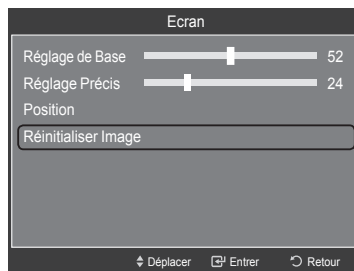 Ecran
Réglage de Base 52
Réglage Précis 24
Position
Réinitialiser Image
Déplacer Entrer Retour